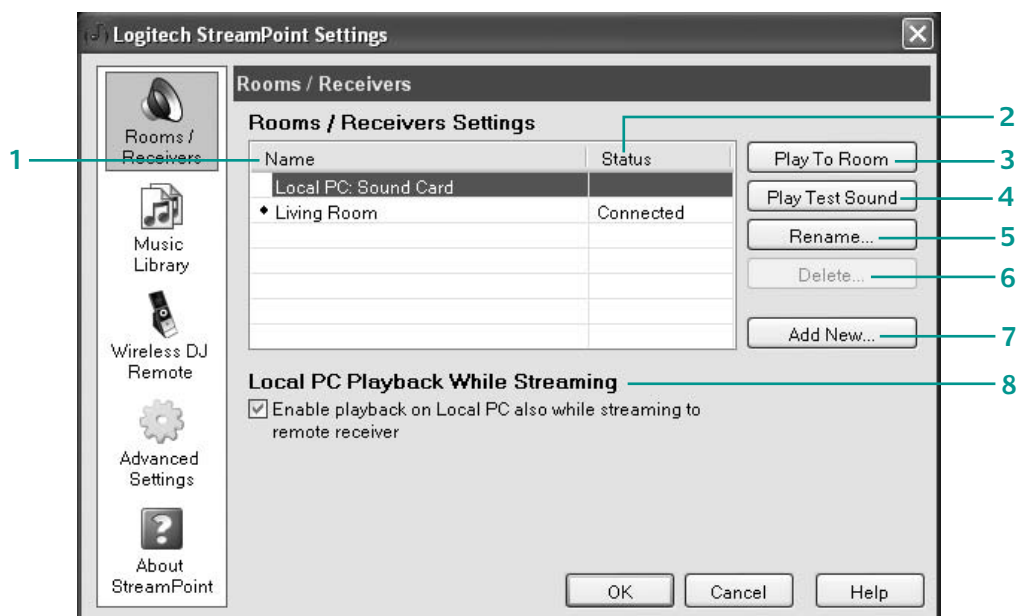 Logitech StreamPoint Settings
Rooms / Receivers
Rooms / Receivers Settings
Name Status
Local PC: Sound Card
Living Room Connected
Play To Room
Play Test Sound
Rename...
Delete...
Add New...
Local PC Playback While Streaming
Enable playback on Local PC also while streaming to
remote receiver
Rooms /
Receivers
Music
Library
Wireless DJ
Remote
Advanced
Settings
?
About
StreamPoint
OK Cancel Help
1
2
3
4
5
6
7
8